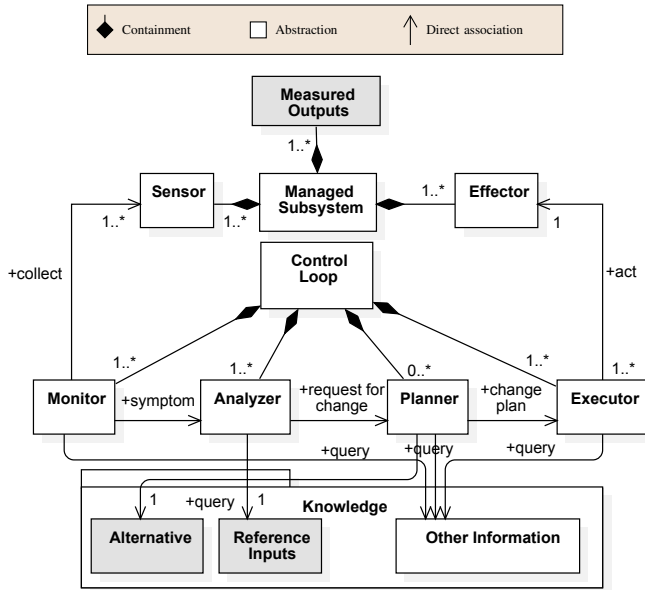 Containment
Abstraction
Direct association
Measured
Outputs
1..*
Sensor
Managed
Subsystem
Effector
1..*
1..*
1..*
1
+collect
Control
Loop
+act
1..*
1..*
0..*
1..*
1..*
Monitor
+symptom
Analyzer
+request for
change
Planner
+change
plan
Executor
+query
+query
+query
1
+query
1
Knowledge
Alternative
Reference
Inputs
Other Information